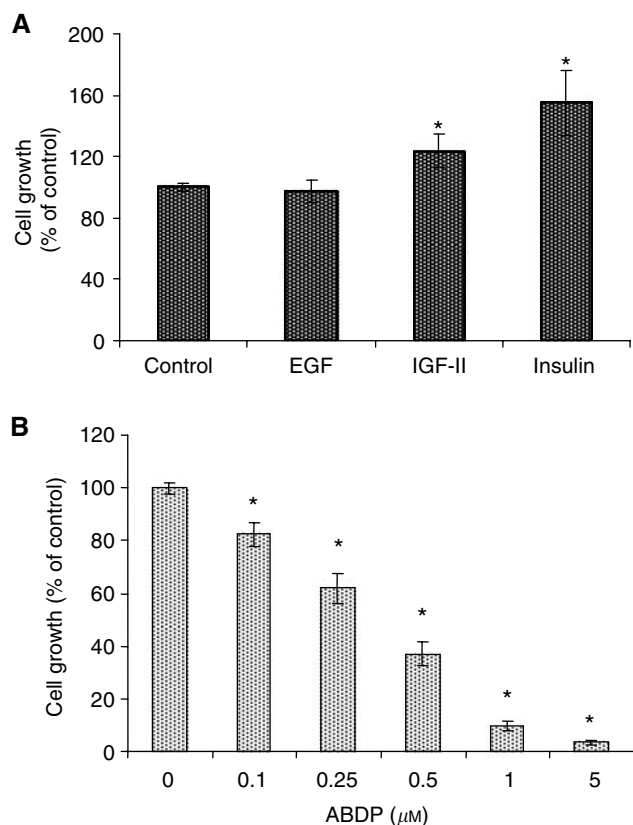 A
200
160
120
80
40
0
Cell growth
(% of control)
*
*
Control EGF IGF-II Insulin
B
120
100
80
60
40
20
0
Cell growth (% of control)
*
*
*
*
*
0 0.1 0.25 0.5 1 5
ABDP (μM)